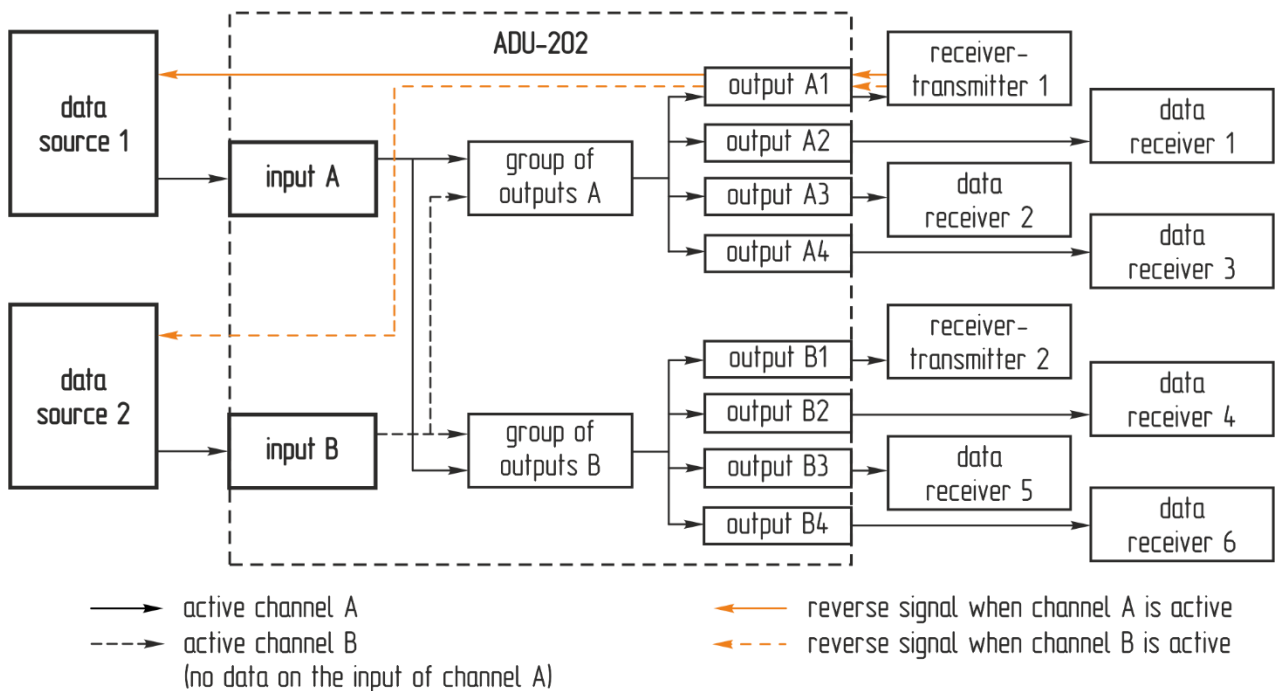 ADU-202
data
source 1
input A
group of
outputs A
output A1
output A2
output A3
output A4
receiver-
transmitter 1
data
receiver 1
data
receiver 2
data
receiver 3
data
source 2
input B
group of
outputs B
output B1
output B2
output B3
output B4
receiver-
transmitter 2
data
receiver 4
data
receiver 5
data
receiver 6
active channel A
active channel B
(no data on the input of channel A)
reverse signal when channel A is active
reverse signal when channel B is active